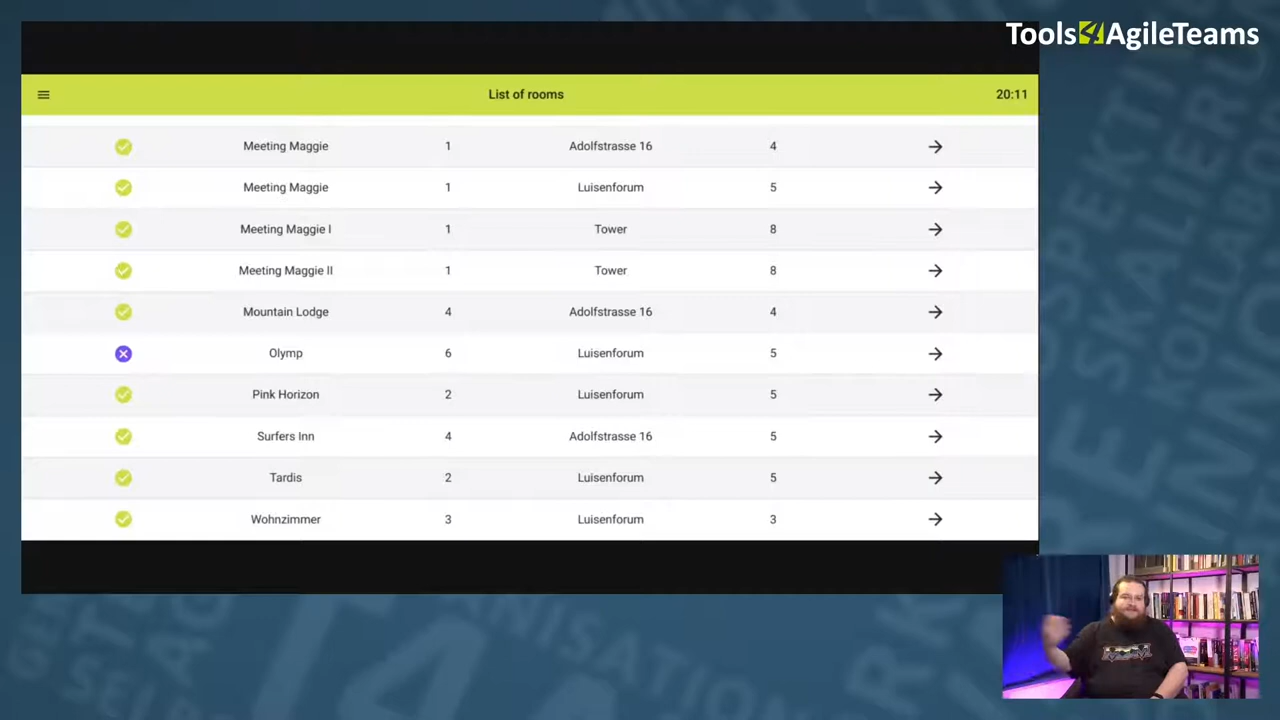 Tools4AgileTeams
List of rooms 20:11
Meeting Maggie 1 Adolfstrasse 16 4
Meeting Maggie 1 Luisenforum 5
Meeting Maggie I 1 Tower 8
Meeting Maggie II 1 Tower 8
Mountain Lodge 4 Adolfstrasse 16 4
Olymp 6 Luisenforum 5
Pink Horizon 2 Luisenforum 5
Surfers Inn 4 Adolfstrasse 16 5
Tardis 2 Luisenforum 5
Wohnzimmer 3 Luisenforum 3